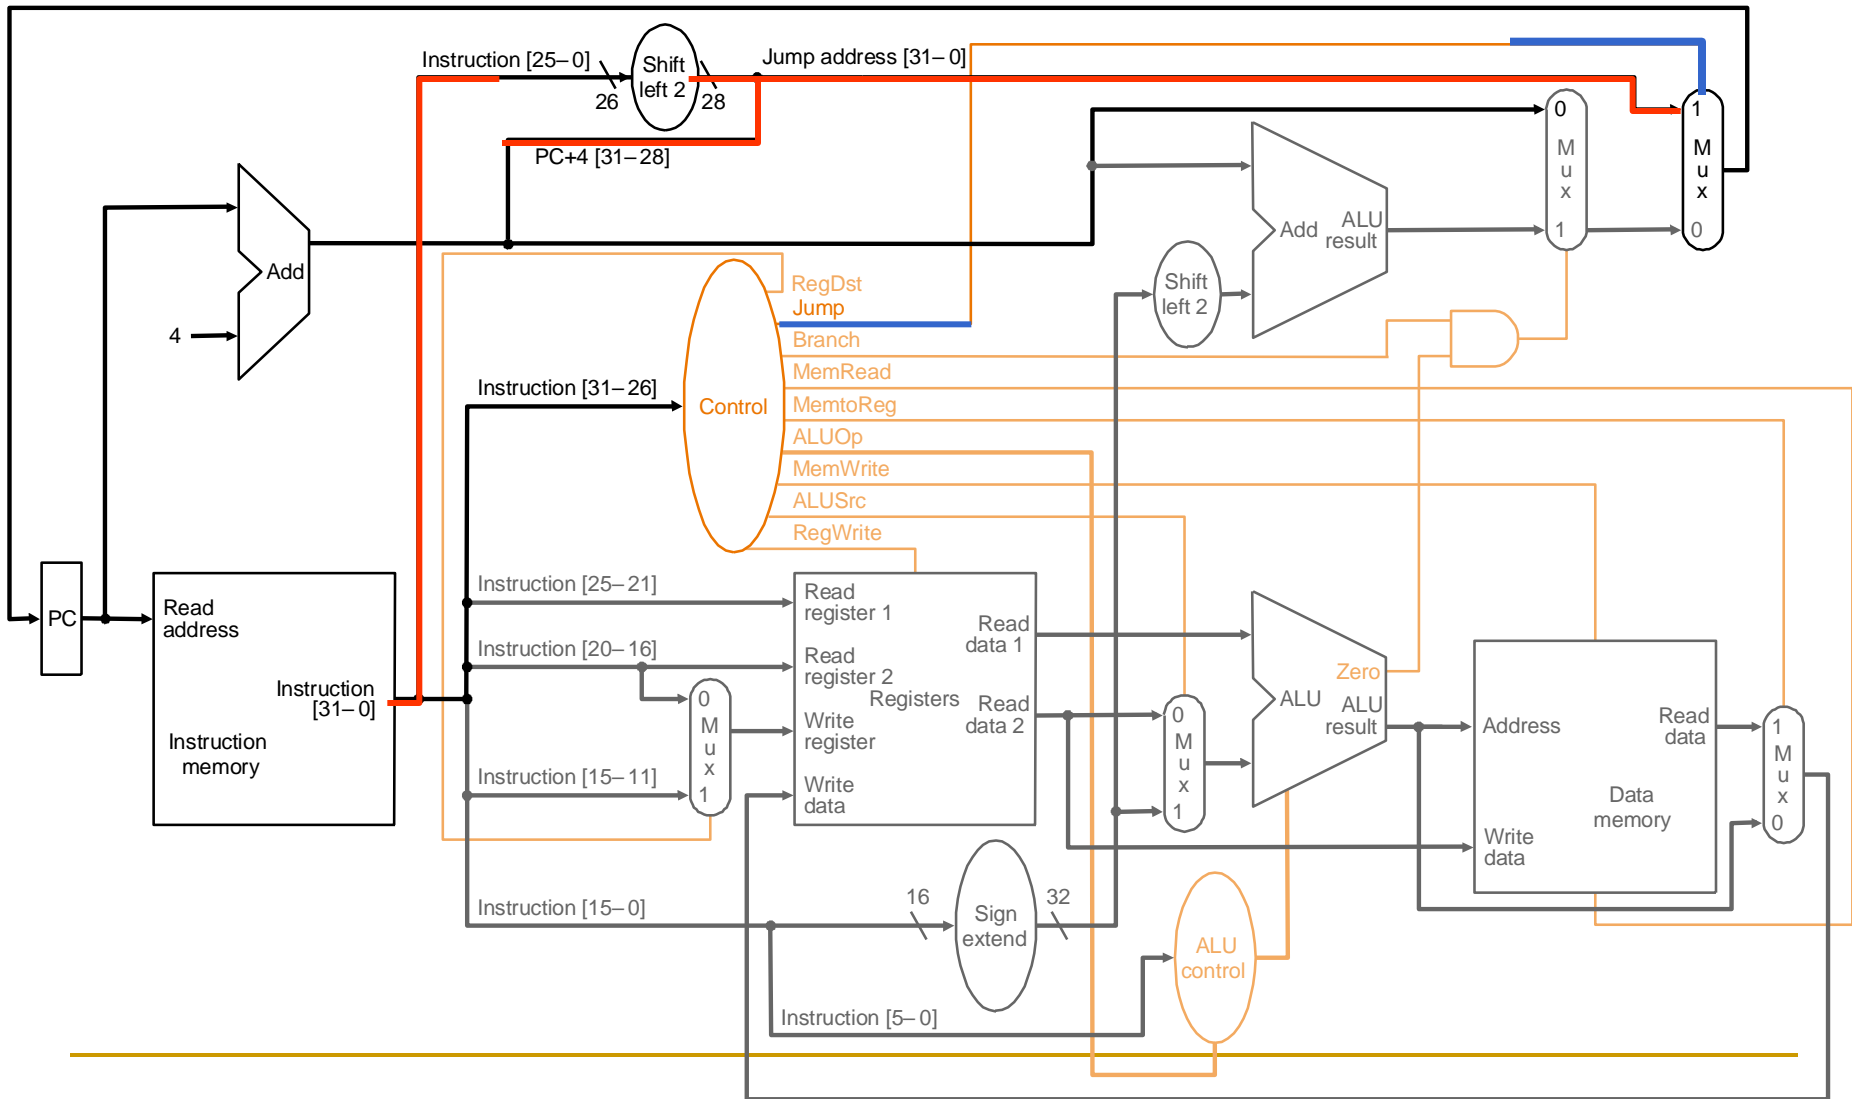 Instruction [25–0]
Shift
left 2
Jump address [31–0]
26
28
PC+4 [31–28]
0
M
u
x
1
1
M
u
x
0
Add
ALU
result
Add
4
Shift
left 2
RegDst
Jump
Branch
MemRead
MemtoReg
ALUOp
MemWrite
ALUSrc
RegWrite
Instruction [31–26]
Control
PC
Read
address
Instruction
[31–0]
Instruction
memory
Instruction [25–21]
Instruction [20–16]
Instruction [15–11]
0
M
u
x
1
Read
register 1
Read
register 2
Registers
Write
register
Write
data
Read
data 1
Read
data 2
0
M
u
x
1
Zero
ALU
ALU
result
Address
Read
data
Data
memory
Write
data
1
M
u
x
0
Instruction [15–0]
16
Sign
extend
32
ALU
control
Instruction [5–0]